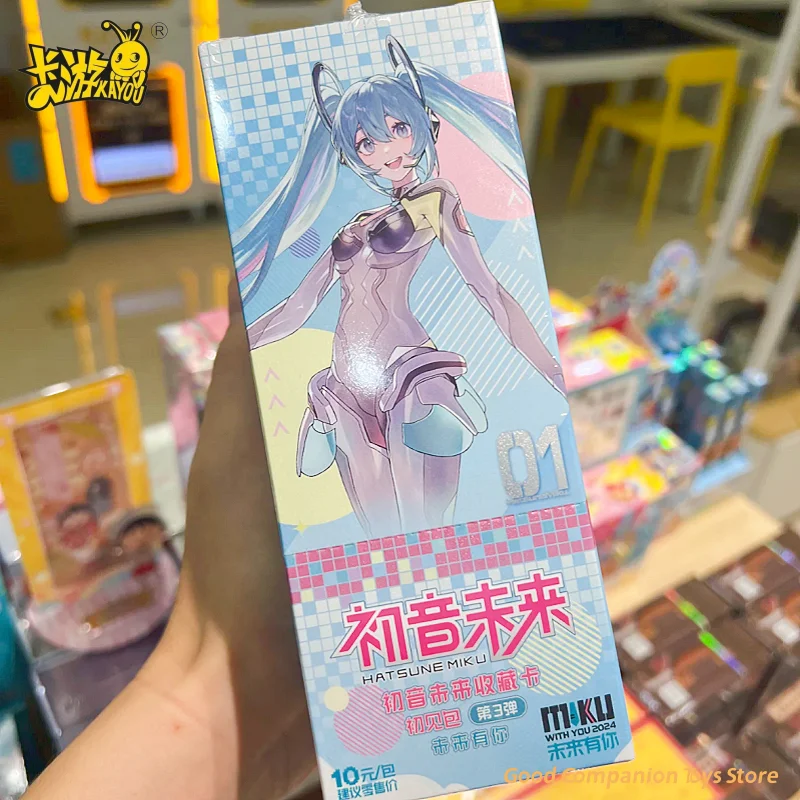 卡游 ®
KAYOU
01
初音未来
HATSUNE MIKU
初音未来收藏卡
初见包 第3弹
未来有你
MIKU
WITH YOU 2024
未来有你
10元/包
建议零售价
Good Companion Toys Store